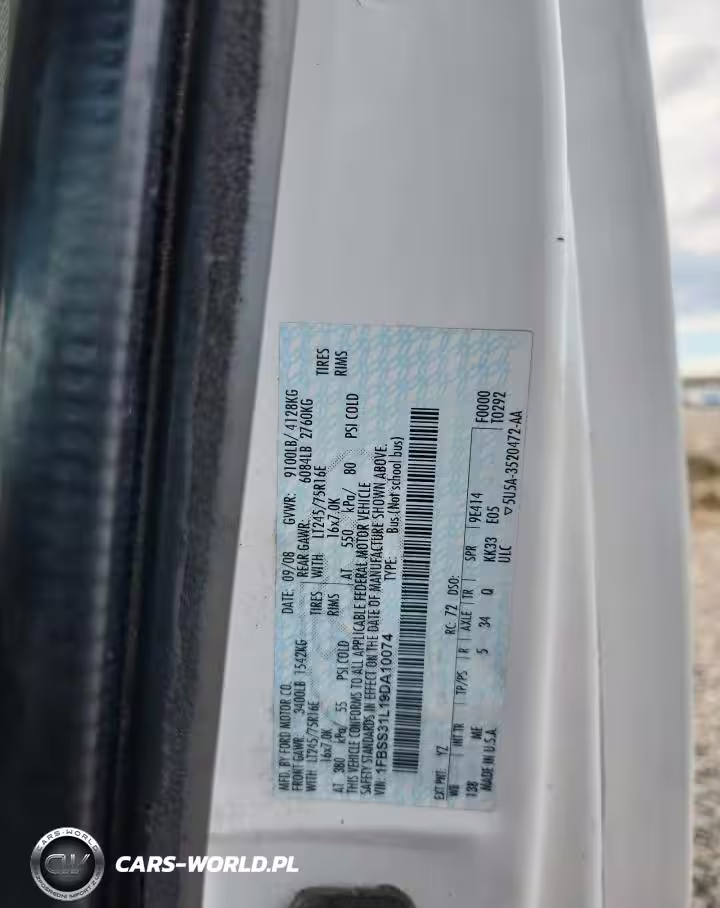 MFD. BY FORD MOTOR CO. DATE: 09/08 GVWR: 9100LB/ 4128KG
FRONT GAWR: 3400LB 1542KG REAR GAWR: 6084LB 2760KG
WITH LT245/75R16E TIRES WITH LT245/75R16E TIRES
16x7.0K RIMS 16x7.0K RIMS
AT 380 kPa/ 55 PSI COLD AT 550 kPa/ 80 PSI COLD
THIS VEHICLE CONFORMS TO ALL APPLICABLE FEDERAL MOTOR VEHICLE
SAFETY STANDARDS IN EFFECT ON THE DATE OF MANUFACTURE SHOWN ABOVE.
VIN: 1FBSS31L19DA10074 TYPE: Bus (Not school bus)
EXT PNT: YZ RC: 72 DSO: F0000
WB INT TR TP/PS R AXLE TR SPR 9E414 T0292
138 ME 5 34 Q KK33 E05
MADE IN U.S.A. ULC ▽5U5A-3520472-AA
CARS-WORLD
CW
CARS-WORLD.PL